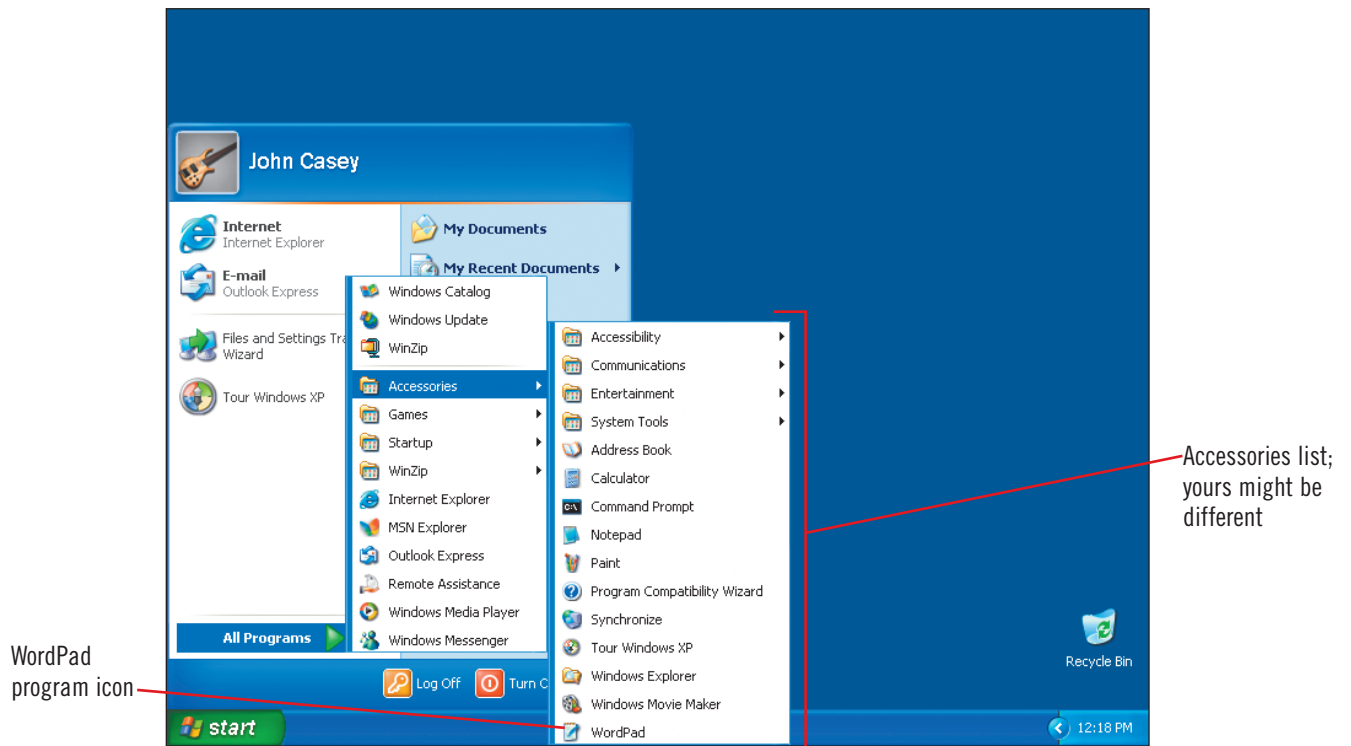 John Casey
Internet
Internet Explorer
E-mail
Outlook Express
Files and Settings Tra
Wizard
Tour Windows XP
All Programs
My Documents
My Recent Documents
Windows Catalog
Windows Update
WinZip
Accessories
Games
Startup
WinZip
Internet Explorer
MSN Explorer
Outlook Express
Remote Assistance
Windows Media Player
Windows Messenger
Accessibility
Communications
Entertainment
System Tools
Address Book
Calculator
Command Prompt
Notepad
Paint
Program Compatibility Wizard
Synchronize
Tour Windows XP
Windows Explorer
Windows Movie Maker
WordPad
Log Off
Turn C
start
Recycle Bin
12:18 PM
WordPad
program icon
Accessories list;
yours might be
different